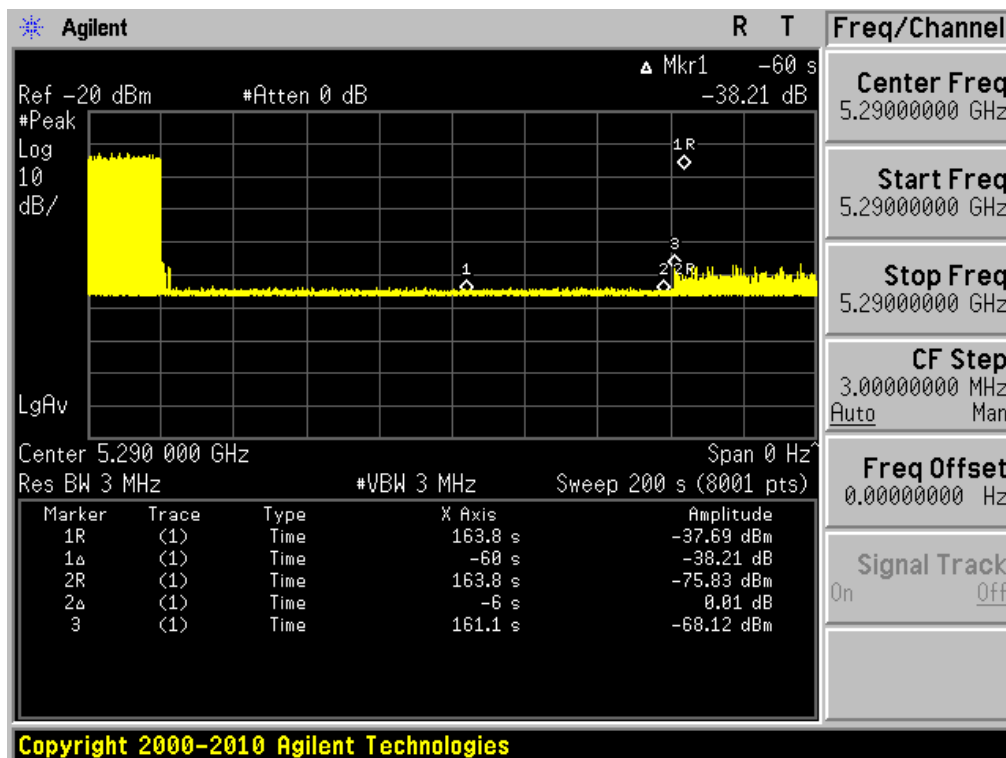 Agilent R T Freq/Channel
▵ Mkr1 −60 s
Ref −20 dBm #Atten 0 dB −38.21 dB
#Peak
Log
10
dB/
1R
1
3
2 2R
LgAv
Center 5.290 000 GHz Span 0 Hz^
Res BW 3 MHz #VBW 3 MHz Sweep 200 s (8001 pts)
Marker Trace Type X Axis Amplitude
1R (1) Time 163.8 s −37.69 dBm
1▵ (1) Time −60 s −38.21 dB
2R (1) Time 163.8 s −75.83 dBm
2▵ (1) Time −6 s 0.01 dB
3 (1) Time 161.1 s −68.12 dBm
Center Freq
5.29000000 GHz
Start Freq
5.29000000 GHz
Stop Freq
5.29000000 GHz
CF Step
3.00000000 MHz
Auto Man
Freq Offset
0.00000000 Hz
Signal Track
On Off
Copyright 2000–2010 Agilent Technologies